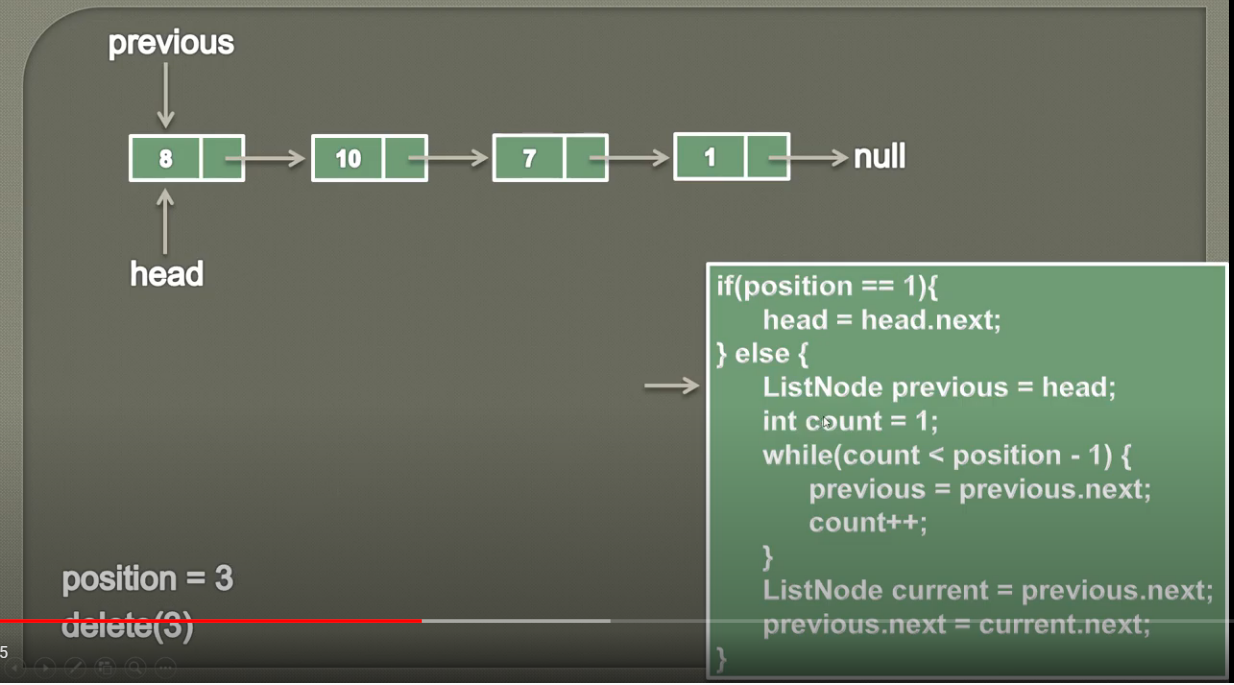 previous
8 10 7 1 null
head
if(position == 1){
head = head.next;
} else {
ListNode previous = head;
int count = 1;
while(count < position - 1) {
previous = previous.next;
count++;
}
ListNode current = previous.next;
previous.next = current.next;
}
position = 3
delete(3)
5